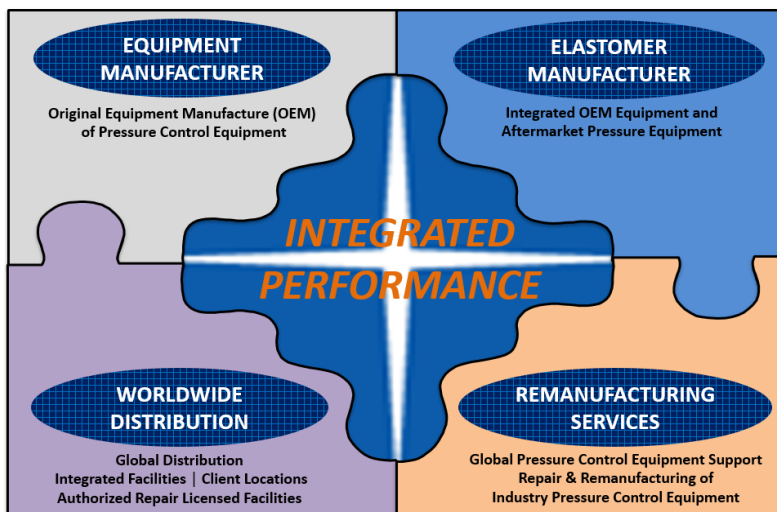 EQUIPMENT
MANUFACTURER
Original Equipment Manufacture (OEM)
of Pressure Control Equipment
ELASTOMER
MANUFACTURER
Integrated OEM Equipment and
Aftermarket Pressure Equipment
INTEGRATED
PERFORMANCE
WORLDWIDE
DISTRIBUTION
Global Distribution
Integrated Facilities | Client Locations
Authorized Repair Licensed Facilities
REMANUFACTURING
SERVICES
Global Pressure Control Equipment Support
Repair & Remanufacturing of
Industry Pressure Control Equipment